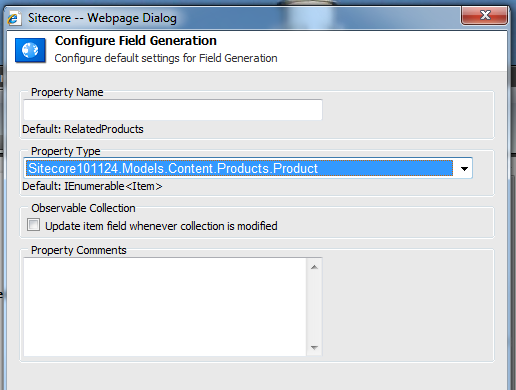 Sitecore -- Webpage Dialog
Configure Field Generation
Configure default settings for Field Generation
Property Name
Default: RelatedProducts
Property Type
Sitecore101124.Models.Content.Products.Product
Default: IEnumerable<Item>
Observable Collection
Update item field whenever collection is modified
Property Comments